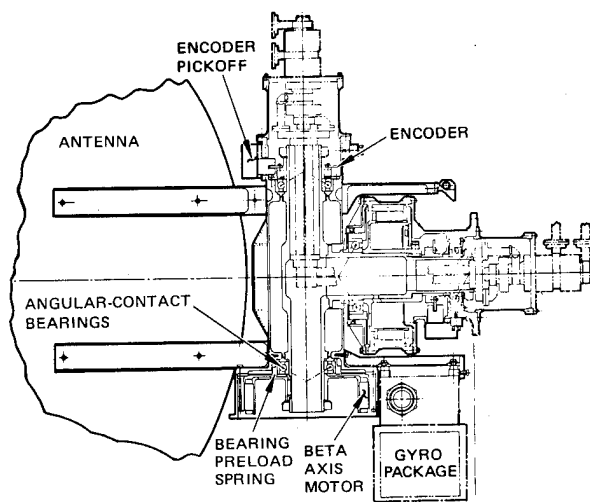 ENCODER
PICKOFF
ANTENNA
ENCODER
ANGULAR-CONTACT
BEARINGS
BEARING
PRELOAD
SPRING
BETA
AXIS
MOTOR
GYRO
PACKAGE